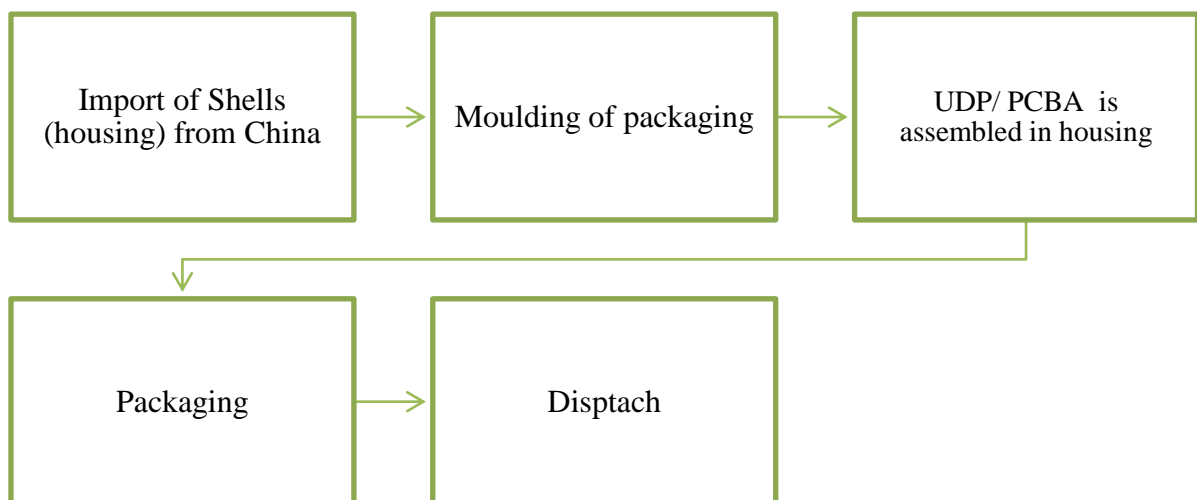 Import of Shells
(housing) from China
Moulding of packaging
UDP/ PCBA  is
assembled in housing
Packaging
Disptach